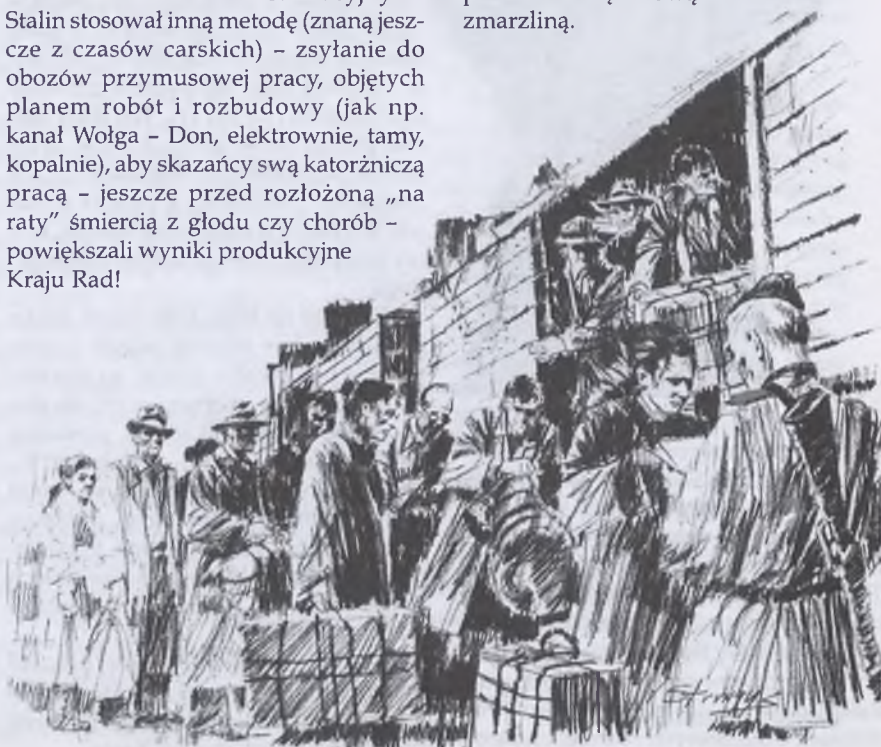 Stalin stosował inną metodę (znaną jesz-
cze z czasów carskich) – zsyłanie do
obozów przymusowej pracy, objętych
planem robót i rozbudowy (jak np.
kanał Wołga – Don, elektrownie, tamy,
kopalnie), aby skazańcy swą katorżniczą
pracą – jeszcze przed rozłożoną „na
raty” śmiercią z głodu czy chorób –
powiększali wyniki produkcyjne
Kraju Rad!
zmarzliną.